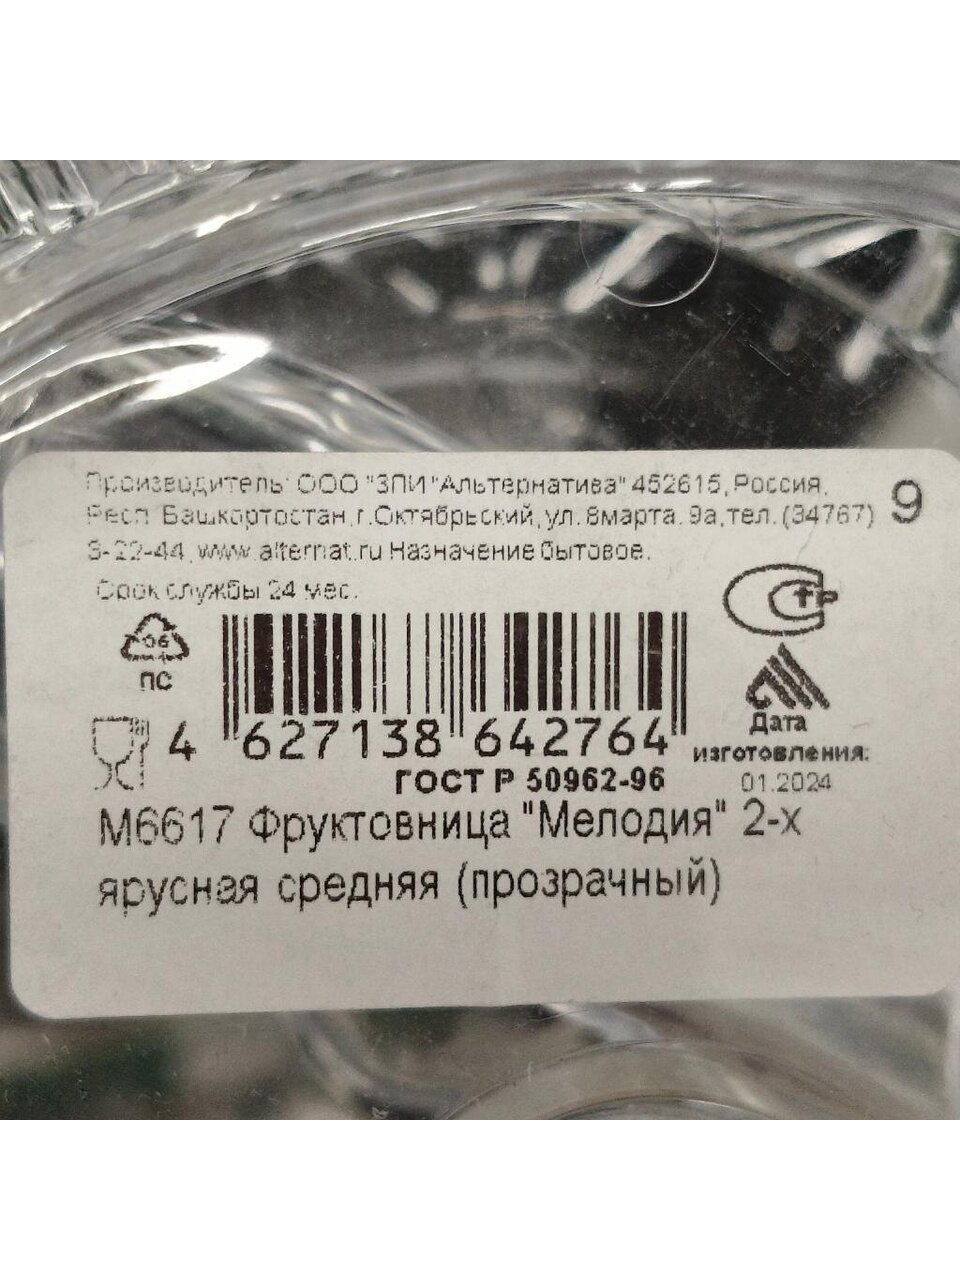 Производитель: ООО "ЗПИ "Альтернатива" 452615, Россия,
Респ. Башкортостан, г.Октябрьский, ул. 8марта. 9а, тел. (34767) 9
3-22-44, www.alternat.ru Назначение бытовое.
Срок службы 24 мес.
06
ПС
4 627138 642764
ГОСТ Р 50962-96
Дата
изготовления:
01.2024
М6617 Фруктовница "Мелодия" 2-х
ярусная средняя (прозрачный)